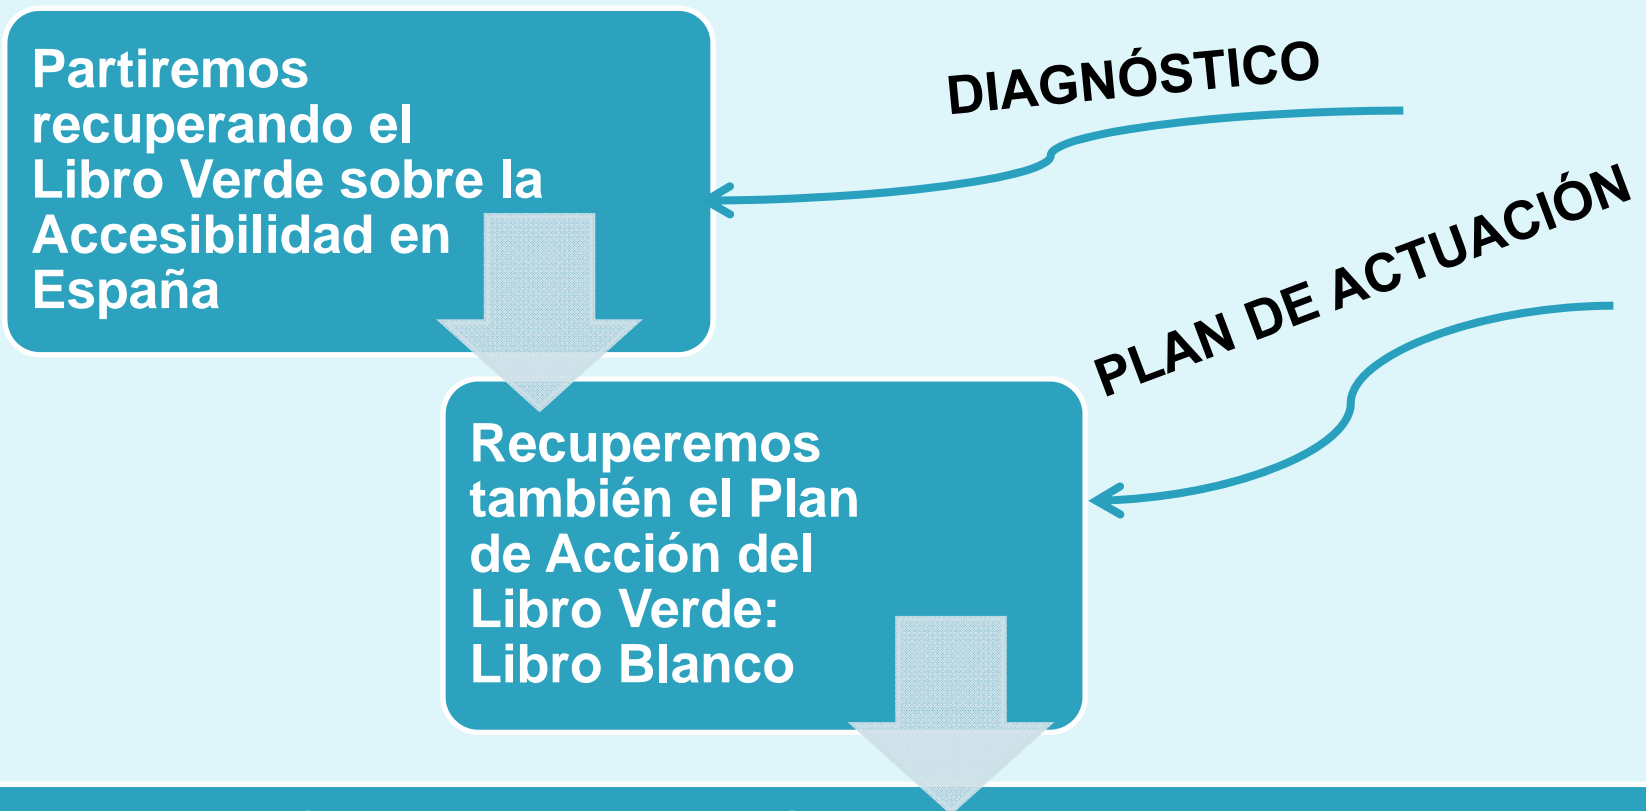 Partiremos
recuperando el
Libro Verde sobre la
Accesibilidad en
España
DIAGNÓSTICO
PLAN DE ACTUACIÓN
Recuperemos
también el Plan
de Acción del
Libro Verde:
Libro Blanco